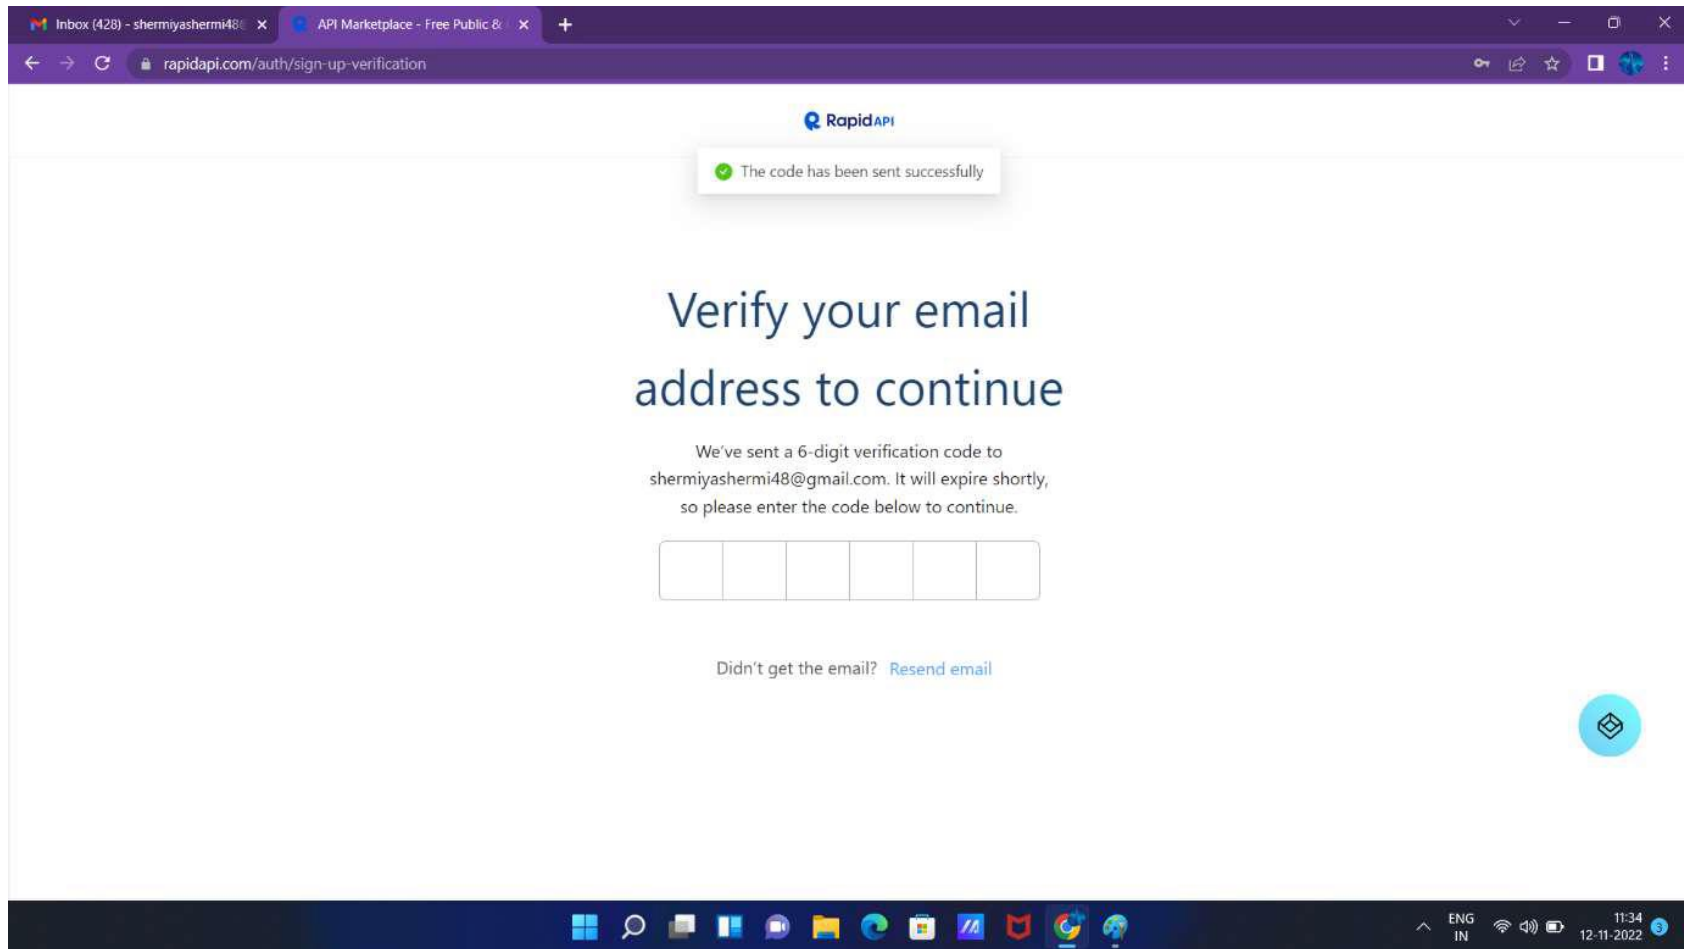 Inbox (428) - shermiyashermi48
API Marketplace - Free Public &
rapidapi.com/auth/sign-up-verification
Rapid API
The code has been sent successfully
Verify your email
address to continue
We've sent a 6-digit verification code to
shermiyashermi48@gmail.com. It will expire shortly,
so please enter the code below to continue.
Didn't get the email? Resend email
ENG
IN
11:34
12-11-2022
3